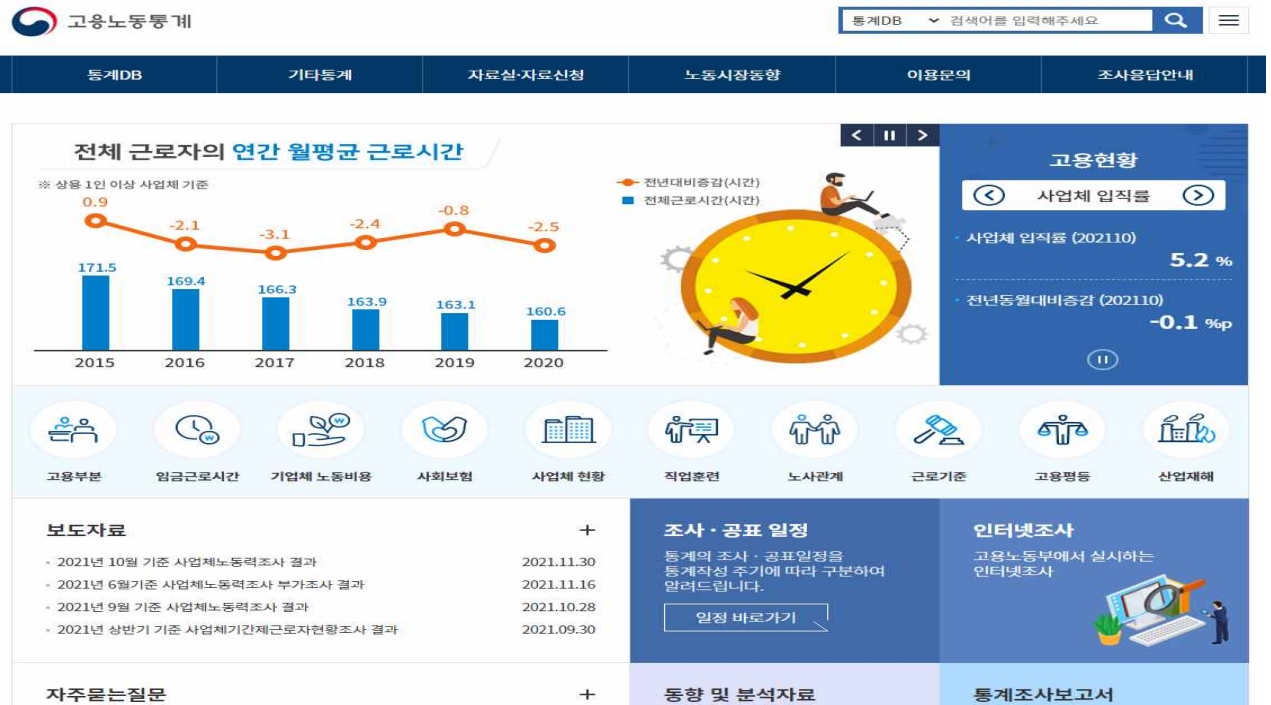 고용노동통계
통계DB 검색어를 입력해주세요
통계DB 기타통계 자료실·자료신청 노동시장동향 이용문의 조사응답안내
전체 근로자의 연간 월평균 근로시간
※ 상용 1인 이상 사업체 기준
전년대비증감(시간)
전체근로시간(시간)
0.9 -2.1 -3.1 -2.4 -0.8 -2.5
171.5 169.4 166.3 163.9 163.1 160.6
2015 2016 2017 2018 2019 2020
고용현황
사업체 입직률
사업체 입직률 (202110)
5.2 %
전년동월대비증감 (202110)
-0.1 %p
고용부분 임금근로시간 기업체 노동비용 사회보험 사업체 현황 직업훈련 노사관계 근로기준 고용평등 산업재해
보도자료 +
2021년 10월 기준 사업체노동력조사 결과 2021.11.30
2021년 6월기준 사업체노동력조사 부가조사 결과 2021.11.16
2021년 9월 기준 사업체노동력조사 결과 2021.10.28
2021년 상반기 기준 사업체기간제근로자현황조사 결과 2021.09.30
조사 · 공표 일정
통계의 조사 · 공표일정을
통계작성 주기에 따라 구분하여
알려드립니다.
일정 바로가기
인터넷조사
고용노동부에서 실시하는
인터넷조사
자주묻는질문 +
동향 및 분석자료
통계조사보고서